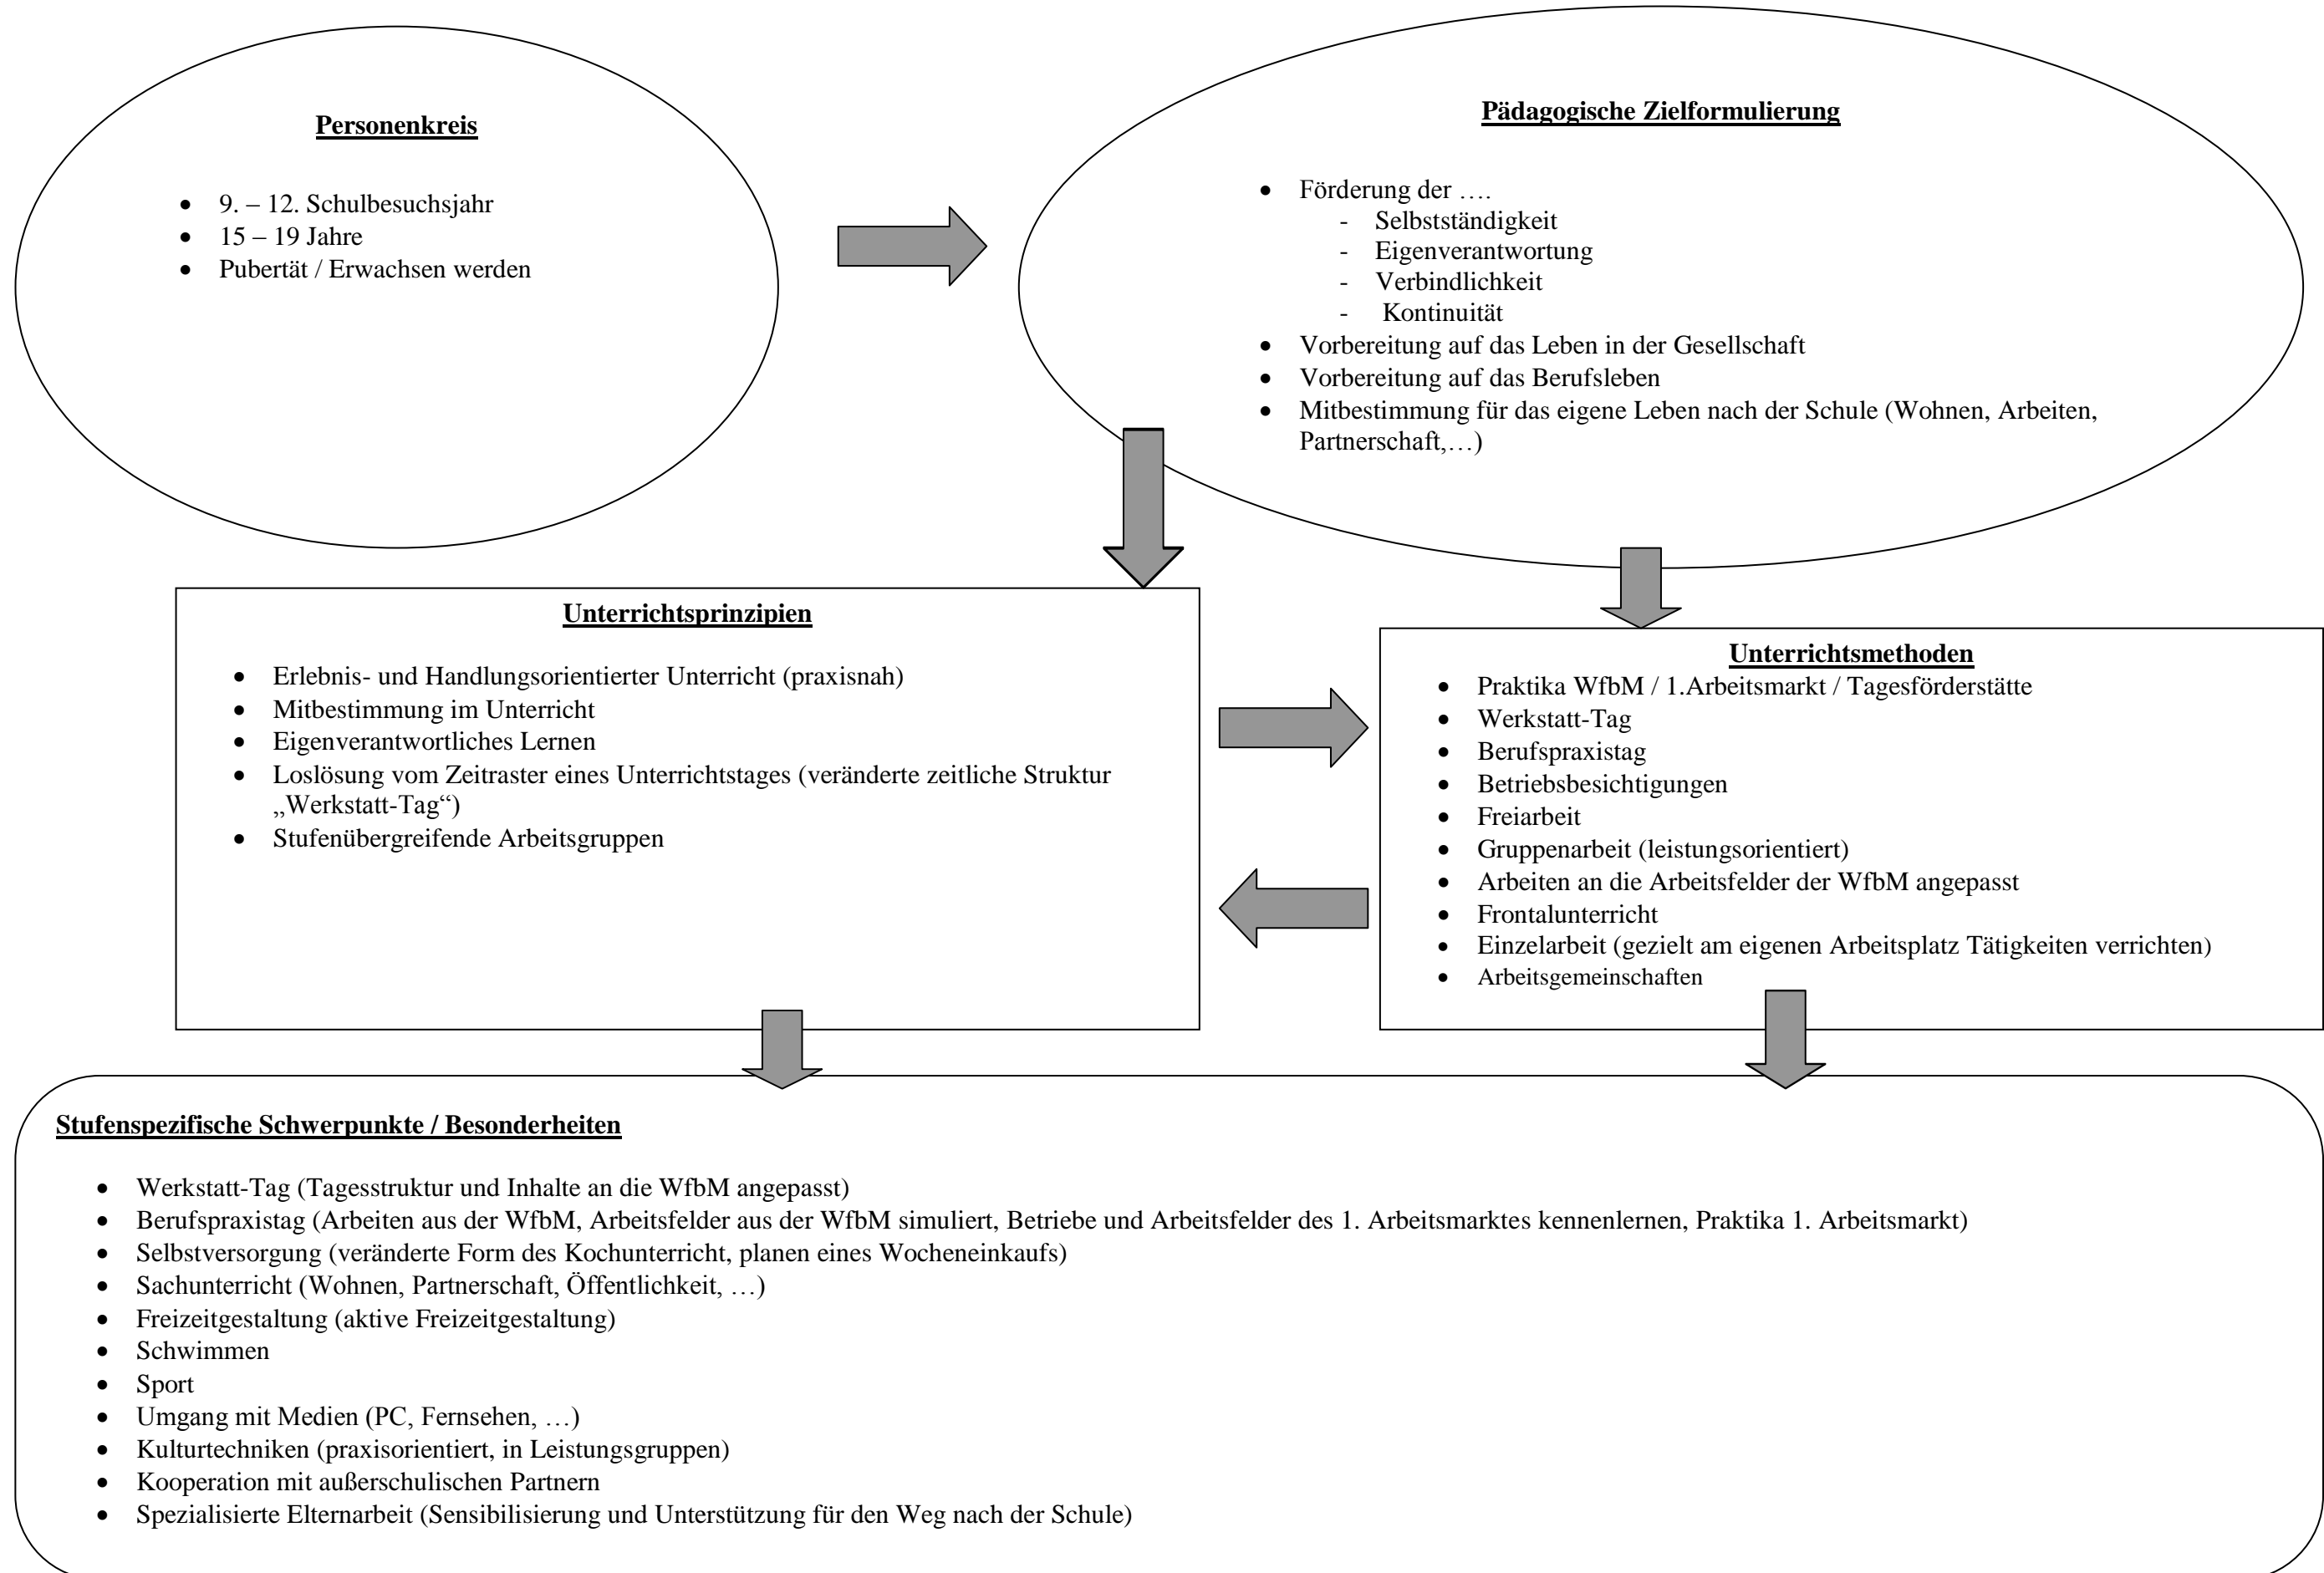 Personenkreis
• 9. – 12. Schulbesuchsjahr
• 15 – 19 Jahre
• Pubertät / Erwachsen werden
Pädagogische Zielformulierung
• Förderung der ….
- Selbstständigkeit
- Eigenverantwortung
- Verbindlichkeit
- Kontinuität
• Vorbereitung auf das Leben in der Gesellschaft
• Vorbereitung auf das Berufsleben
• Mitbestimmung für das eigene Leben nach der Schule (Wohnen, Arbeiten,
Partnerschaft,…)
Unterrichtsprinzipien
• Erlebnis- und Handlungsorientierter Unterricht (praxisnah)
• Mitbestimmung im Unterricht
• Eigenverantwortliches Lernen
• Loslösung vom Zeitraster eines Unterrichtstages (veränderte zeitliche Struktur
„Werkstatt-Tag“)
• Stufenübergreifende Arbeitsgruppen
Unterrichtsmethoden
• Praktika WfbM / 1.Arbeitsmarkt / Tagesförderstätte
• Werkstatt-Tag
• Berufspraxistag
• Betriebsbesichtigungen
• Freiarbeit
• Gruppenarbeit (leistungsorientiert)
• Arbeiten an die Arbeitsfelder der WfbM angepasst
• Frontalunterricht
• Einzelarbeit (gezielt am eigenen Arbeitsplatz Tätigkeiten verrichten)
• Arbeitsgemeinschaften
Stufenspezifische Schwerpunkte / Besonderheiten
• Werkstatt-Tag (Tagesstruktur und Inhalte an die WfbM angepasst)
• Berufspraxistag (Arbeiten aus der WfbM, Arbeitsfelder aus der WfbM simuliert, Betriebe und Arbeitsfelder des 1. Arbeitsmarktes kennenlernen, Praktika 1. Arbeitsmarkt)
• Selbstversorgung (veränderte Form des Kochunterricht, planen eines Wocheneinkaufs)
• Sachunterricht (Wohnen, Partnerschaft, Öffentlichkeit, …)
• Freizeitgestaltung (aktive Freizeitgestaltung)
• Schwimmen
• Sport
• Umgang mit Medien (PC, Fernsehen, …)
• Kulturtechniken (praxisorientiert, in Leistungsgruppen)
• Kooperation mit außerschulischen Partnern
• Spezialisierte Elternarbeit (Sensibilisierung und Unterstützung für den Weg nach der Schule)